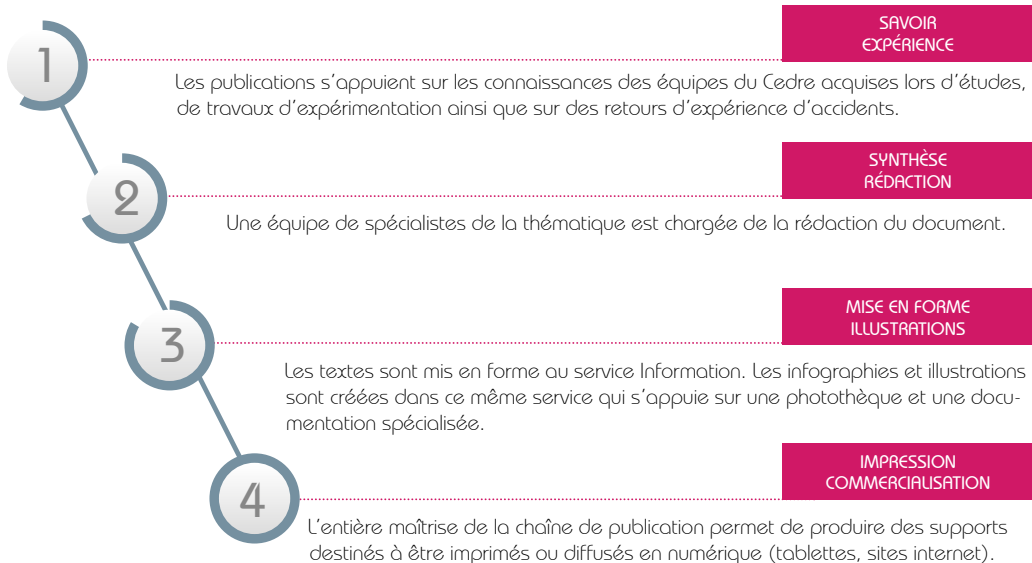 SAVOIR
EXPÉRIENCE
1
Les publications s'appuient sur les connaissances des équipes du Cedre acquises lors d'études,
de travaux d'expérimentation ainsi que sur des retours d'expérience d'accidents.
SYNTHÈSE
RÉDACTION
2
Une équipe de spécialistes de la thématique est chargée de la rédaction du document.
MISE EN FORME
ILLUSTRATIONS
3
Les textes sont mis en forme au service Information. Les infographies et illustrations
sont créées dans ce même service qui s'appuie sur une photothèque et une docu-
mentation spécialisée.
IMPRESSION
COMMERCIALISATION
4
L'entière maîtrise de la chaîne de publication permet de produire des supports
destinés à être imprimés ou diffusés en numérique (tablettes, sites internet).